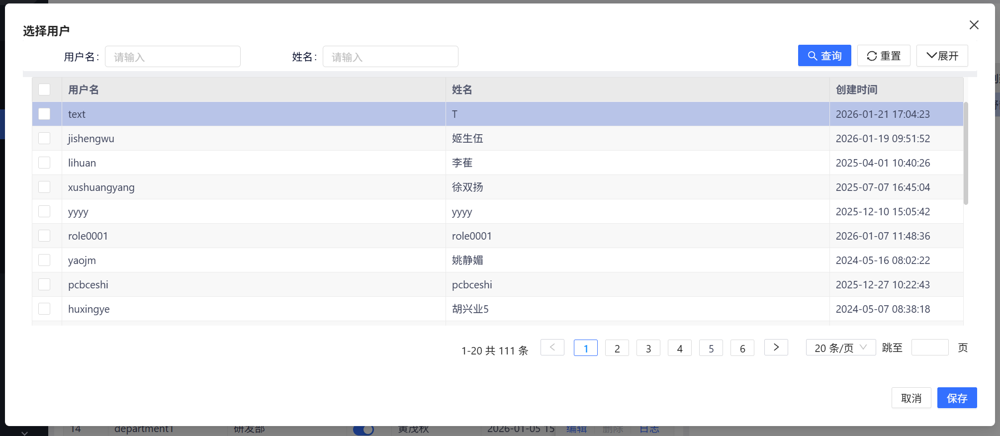 选择用户
用户名： 请输入 姓名： 请输入 查询 重置 展开
用户名 姓名 创建时间
text T 2026-01-21 17:04:23
jishengwu 姬生伍 2026-01-19 09:51:52
lihuan 李萑 2025-04-01 10:40:26
xushuangyang 徐双扬 2025-07-07 16:45:04
yyyy yyyy 2025-12-10 15:05:42
role0001 role0001 2026-01-07 11:48:36
yaojm 姚静媚 2024-05-16 08:02:22
pcbceshi pcbceshi 2025-12-27 10:22:43
huxingye 胡兴业5 2024-05-07 08:38:18
1-20 共 111 条 1 2 3 4 5 6 20 条/页 跳至 页
取消 保存
14 department1 研发部 黄茂秋 2026-01-05 15 编辑 删除 日志